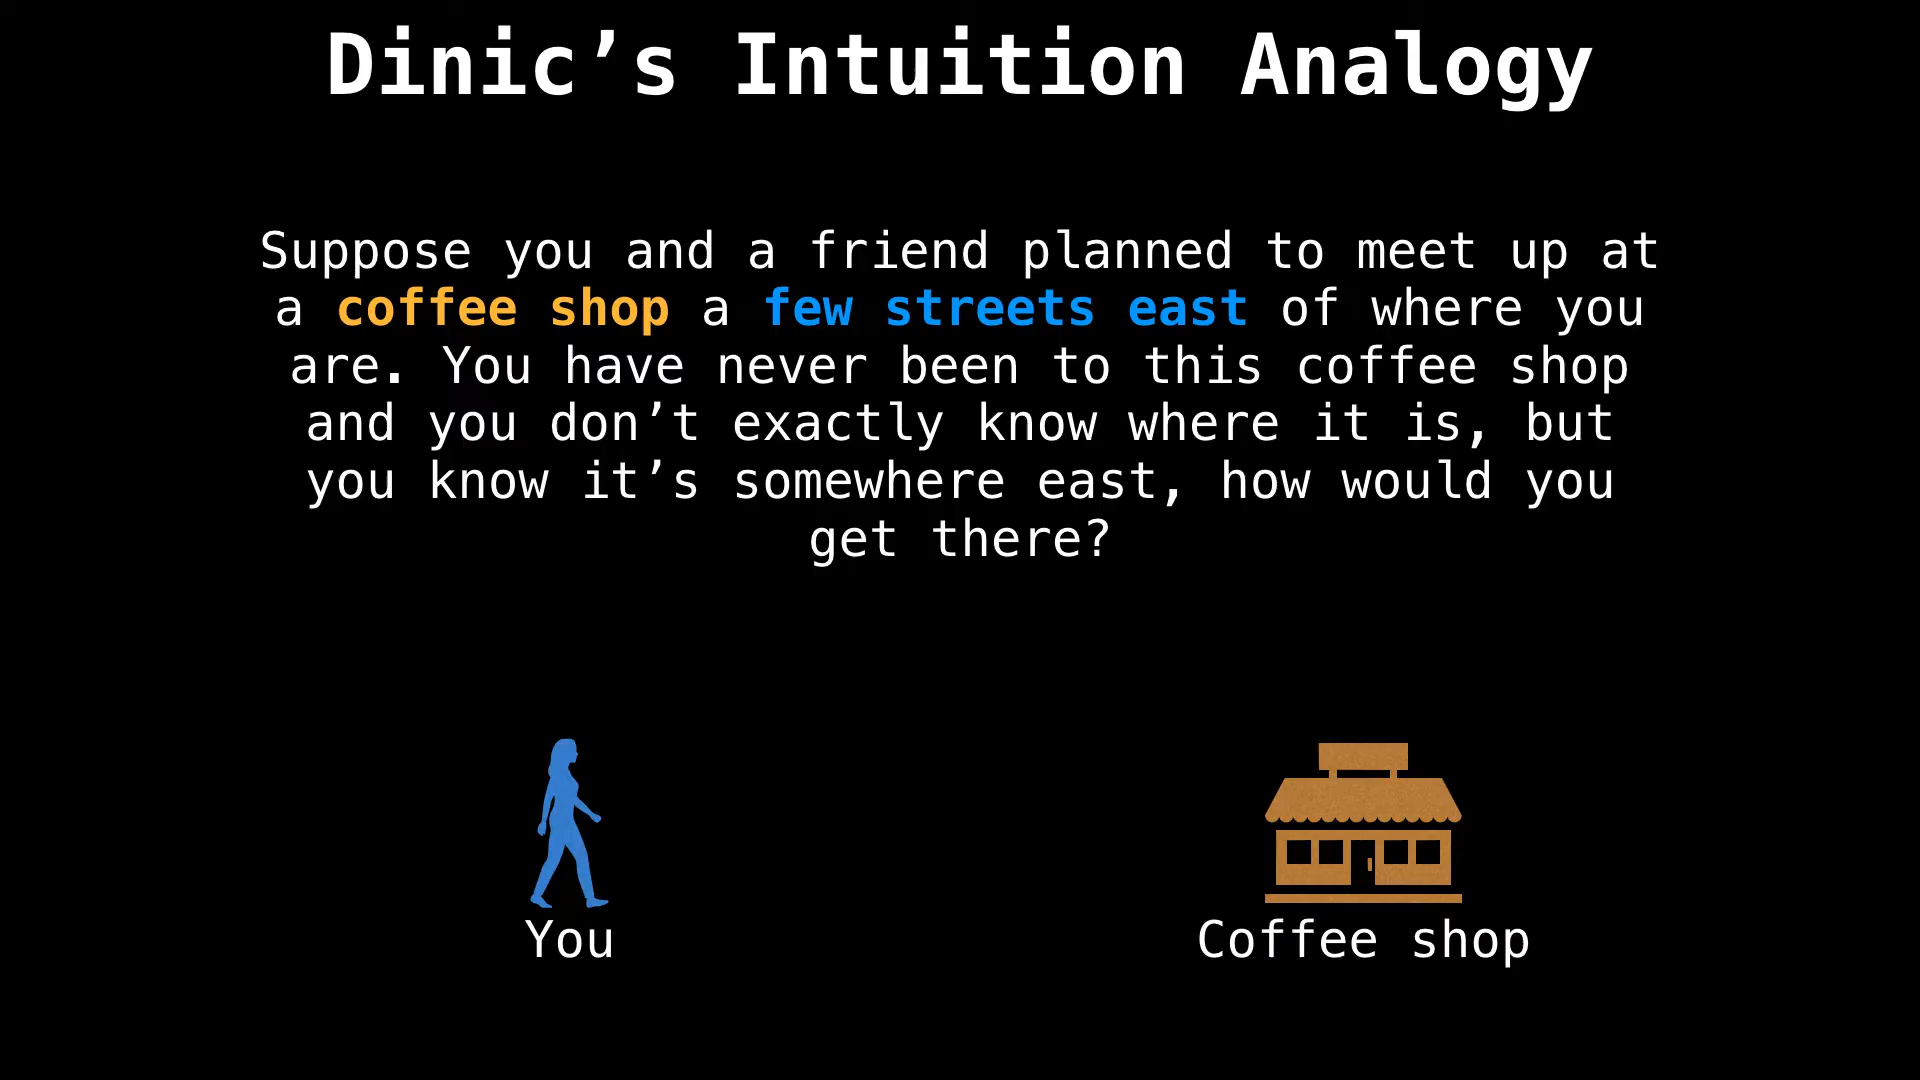 Dinic’s Intuition Analogy
Suppose you and a friend planned to meet up at
a coffee shop a few streets east of where you
are. You have never been to this coffee shop
and you don’t exactly know where it is, but
you know it’s somewhere east, how would you
get there?
You
Coffee shop